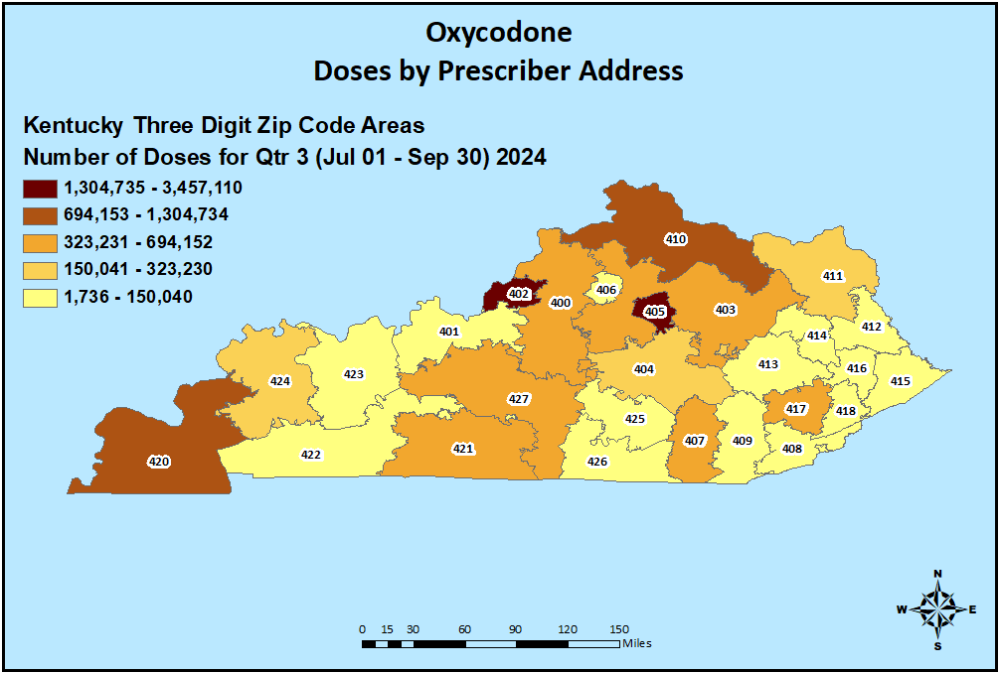 Oxycodone
Doses by Prescriber Address
Kentucky Three Digit Zip Code Areas
Number of Doses for Qtr 3 (Jul 01 - Sep 30) 2024
1,304,735 - 3,457,110
694,153 - 1,304,734
323,231 - 694,152
150,041 - 323,230
1,736 - 150,040
410
411
402
406
400
405
403
401
412
414
413
416
404
415
423
424
427
417
418
425
407
409
408
421
422
420
426
N
W E
S
0 15 30 60 90 120 150
Miles